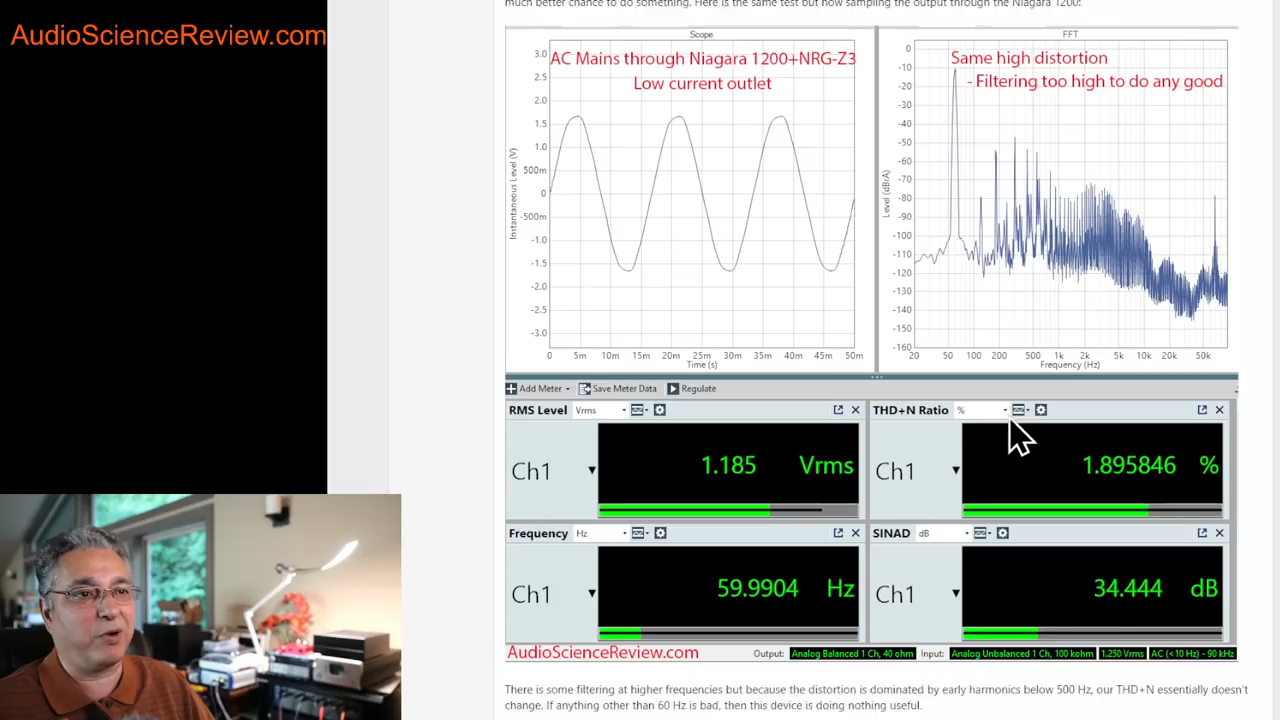 much better chance to do something. Here is the same test but now sampling the output through the Niagara 1200:
AudioScienceReview.com
Scope
AC Mains through Niagara 1200+NRG-Z3
Low current outlet
3.0
2.5
2.0
1.5
1.0
500m
0
-500m
-1.0
-1.5
-2.0
-2.5
-3.0
Instantaneous Level (V)
0 5m 10m 15m 20m 25m 30m 35m 40m 45m 50m
Time (s)
FFT
Same high distortion
- Filtering too high to do any good
0
-10
-20
-30
-40
-50
-60
-70
-80
-90
-100
-110
-120
-130
-140
-150
-160
Level (dBrA)
20 50 100 200 500 1k 2k 5k 10k 20k 50k
Frequency (Hz)
Add Meter Save Meter Data Regulate
RMS Level Vrms
Ch1 1.185 Vrms
THD+N Ratio %
Ch1 1.895846 %
Frequency Hz
Ch1 59.9904 Hz
SINAD dB
Ch1 34.444 dB
AudioScienceReview.com
Output: Analog Balanced 1 Ch, 40 ohm Input: Analog Unbalanced 1 Ch, 100 kohm 1.250 Vrms AC (<10 Hz) - 90 kHz
There is some filtering at higher frequencies but because the distortion is dominated by early harmonics below 500 Hz, our THD+N essentially doesn't
change. If anything other than 60 Hz is bad, then this device is doing nothing useful.